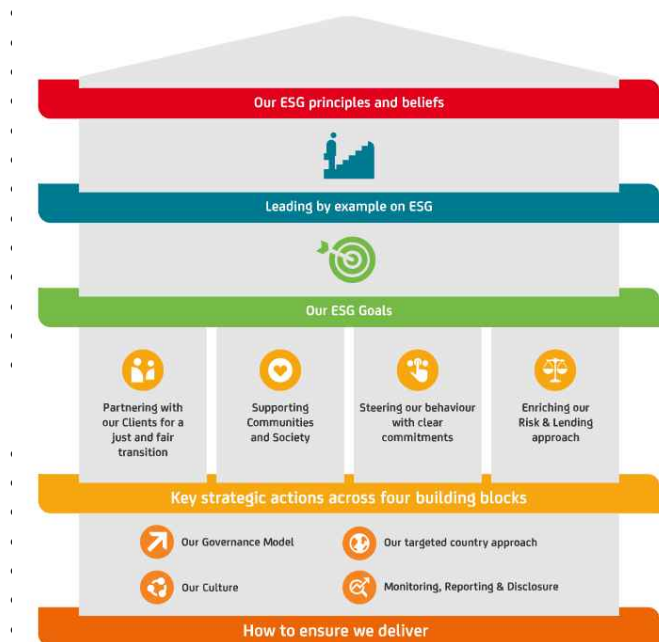 Our ESG principles and beliefs
Leading by example on ESG
Our ESG Goals
Partnering with
our Clients for a
just and fair
transition
Supporting
Communities
and Society
Steering our behaviour
with clear
commitments
Enriching our
Risk & Lending
approach
Key strategic actions across four building blocks
Our Governance Model
Our targeted country approach
Our Culture
Monitoring, Reporting & Disclosure
How to ensure we deliver